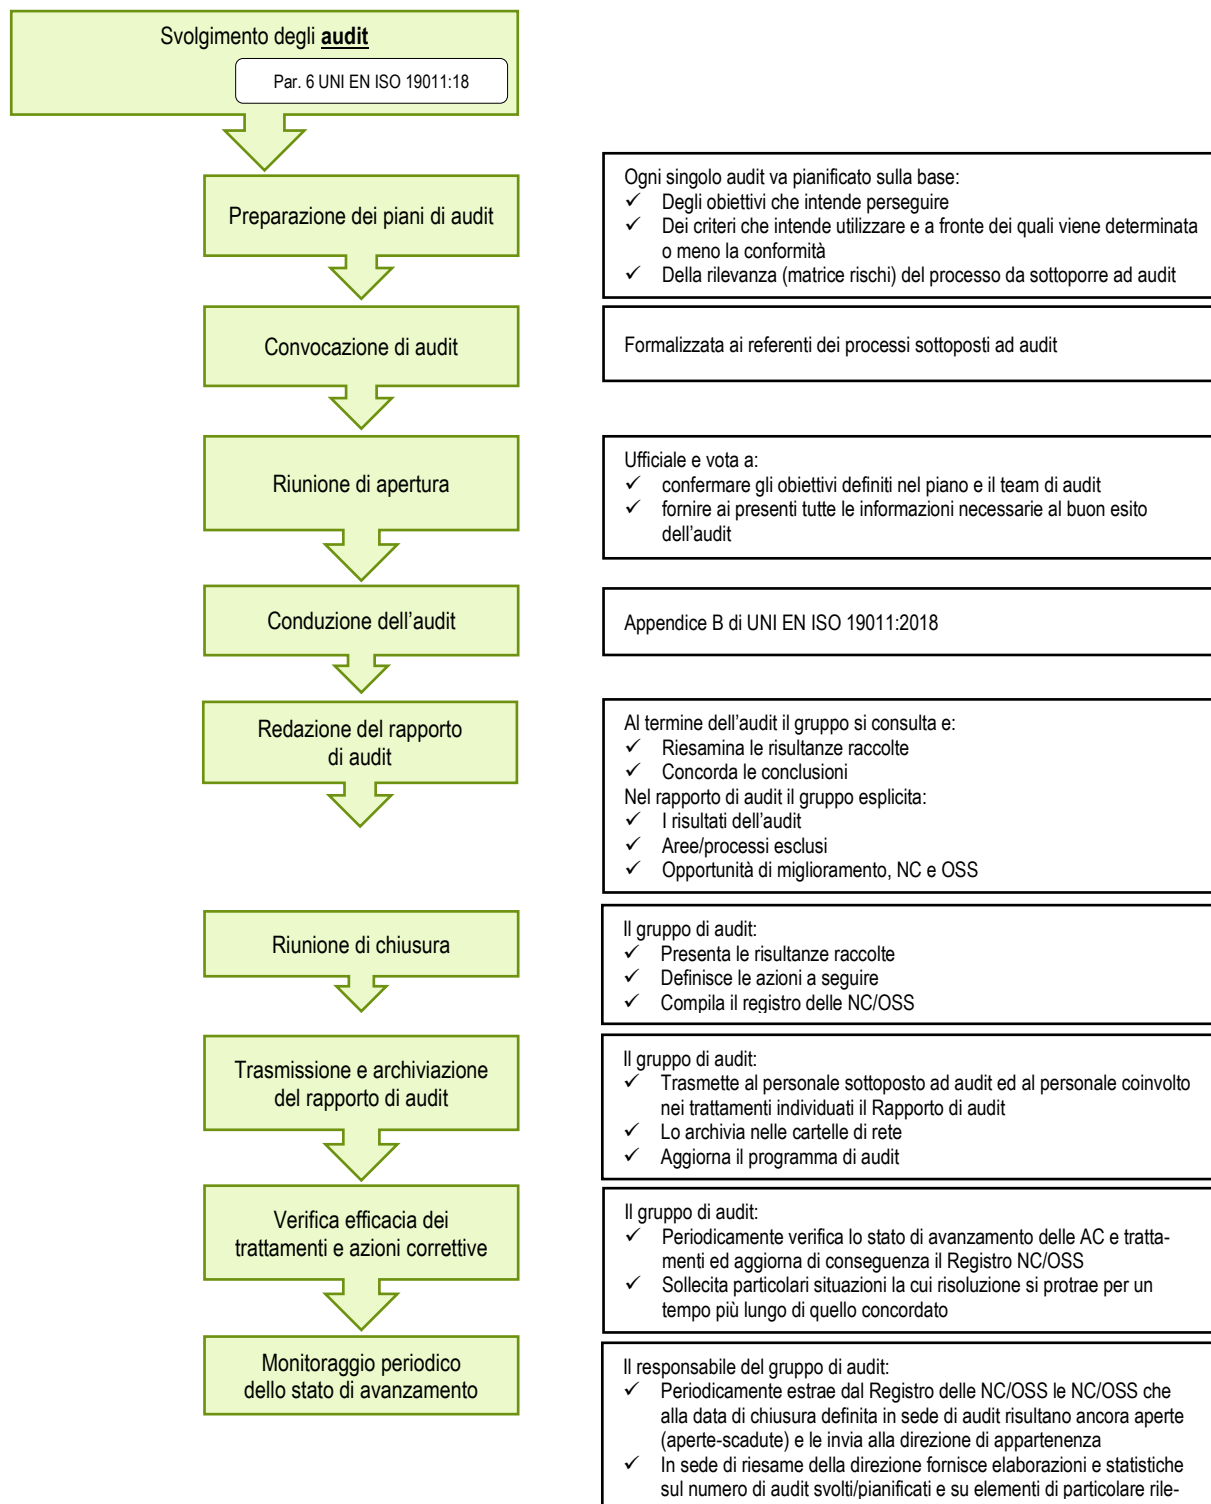 Svolgimento degli audit
Par. 6 UNI EN ISO 19011:18
Preparazione dei piani di audit
Ogni singolo audit va pianificato sulla base:
✓ Degli obiettivi che intende perseguire
✓ Dei criteri che intende utilizzare e a fronte dei quali viene determinata
o meno la conformità
✓ Della rilevanza (matrice rischi) del processo da sottoporre ad audit
Convocazione di audit
Formalizzata ai referenti dei processi sottoposti ad audit
Riunione di apertura
Ufficiale e vota a:
✓ confermare gli obiettivi definiti nel piano e il team di audit
✓ fornire ai presenti tutte le informazioni necessarie al buon esito
dell'audit
Conduzione dell'audit
Appendice B di UNI EN ISO 19011:2018
Redazione del rapporto
di audit
Al termine dell'audit il gruppo si consulta e:
✓ Riesamina le risultanze raccolte
✓ Concorda le conclusioni
Nel rapporto di audit il gruppo esplicita:
✓ I risultati dell'audit
✓ Aree/processi esclusi
✓ Opportunità di miglioramento, NC e OSS
Riunione di chiusura
Il gruppo di audit:
✓ Presenta le risultanze raccolte
✓ Definisce le azioni a seguire
✓ Compila il registro delle NC/OSS
Trasmissione e archiviazione
del rapporto di audit
Il gruppo di audit:
✓ Trasmette al personale sottoposto ad audit ed al personale coinvolto
nei trattamenti individuati il Rapporto di audit
✓ Lo archivia nelle cartelle di rete
✓ Aggiorna il programma di audit
Verifica efficacia dei
trattamenti e azioni correttive
Il gruppo di audit:
✓ Periodicamente verifica lo stato di avanzamento delle AC e tratta-
menti ed aggiorna di conseguenza il Registro NC/OSS
✓ Sollecita particolari situazioni la cui risoluzione si protrae per un
tempo più lungo di quello concordato
Monitoraggio periodico
dello stato di avanzamento
Il responsabile del gruppo di audit:
✓ Periodicamente estrae dal Registro delle NC/OSS le NC/OSS che
alla data di chiusura definita in sede di audit risultano ancora aperte
(aperte-scadute) e le invia alla direzione di appartenenza
✓ In sede di riesame della direzione fornisce elaborazioni e statistiche
sul numero di audit svolti/pianificati e su elementi di particolare rile-